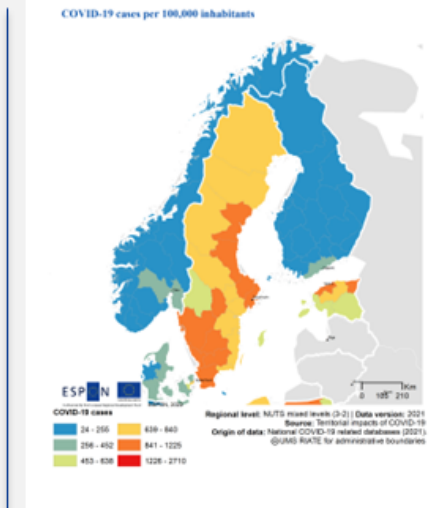 COVID-19 cases per 100,000 inhabitants
ESPON
COVID-19 cases
24 - 255
256 - 452
453 - 638
639 - 840
841 - 1225
1226 - 2710
Km
0 105 210
Regional level: NUTS mixed levels (3-2) | Data version: 2021
Source: Territorial impacts of COVID-19
Origin of data: National COVID-19 related databases (2021)
@UMS RIATE for administrative boundaries